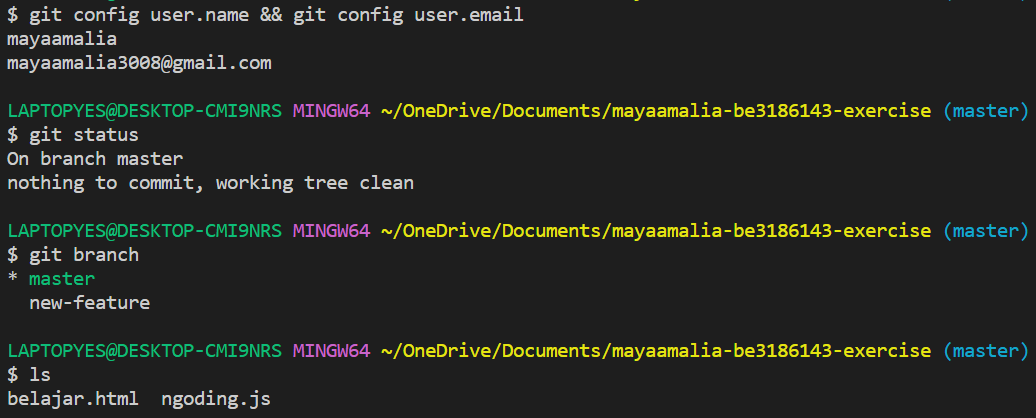 $ git config user.name && git config user.email
mayaamalia
mayaamalia3008@gmail.com
LAPTOPYES@DESKTOP-CMI9NRS MINGW64 ~/OneDrive/Documents/mayaamalia-be3186143-exercise (master)
$ git status
On branch master
nothing to commit, working tree clean
LAPTOPYES@DESKTOP-CMI9NRS MINGW64 ~/OneDrive/Documents/mayaamalia-be3186143-exercise (master)
$ git branch
* master
  new-feature
LAPTOPYES@DESKTOP-CMI9NRS MINGW64 ~/OneDrive/Documents/mayaamalia-be3186143-exercise (master)
$ ls
belajar.html  ngoding.js